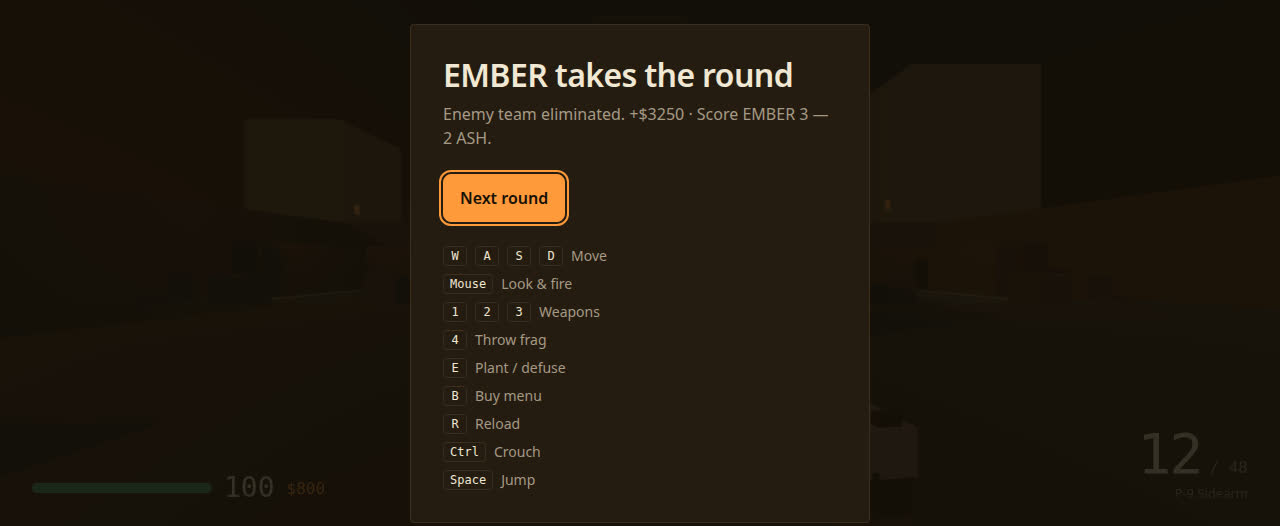 EMBER takes the round
Enemy team eliminated. +$3250 · Score EMBER 3 —
2 ASH.
Next round
W A S D Move
Mouse Look & fire
1 2 3 Weapons
4 Throw frag
E Plant / defuse
B Buy menu
R Reload
Ctrl Crouch
Space Jump
100 $800
12 / 48
P-9 Sidearm